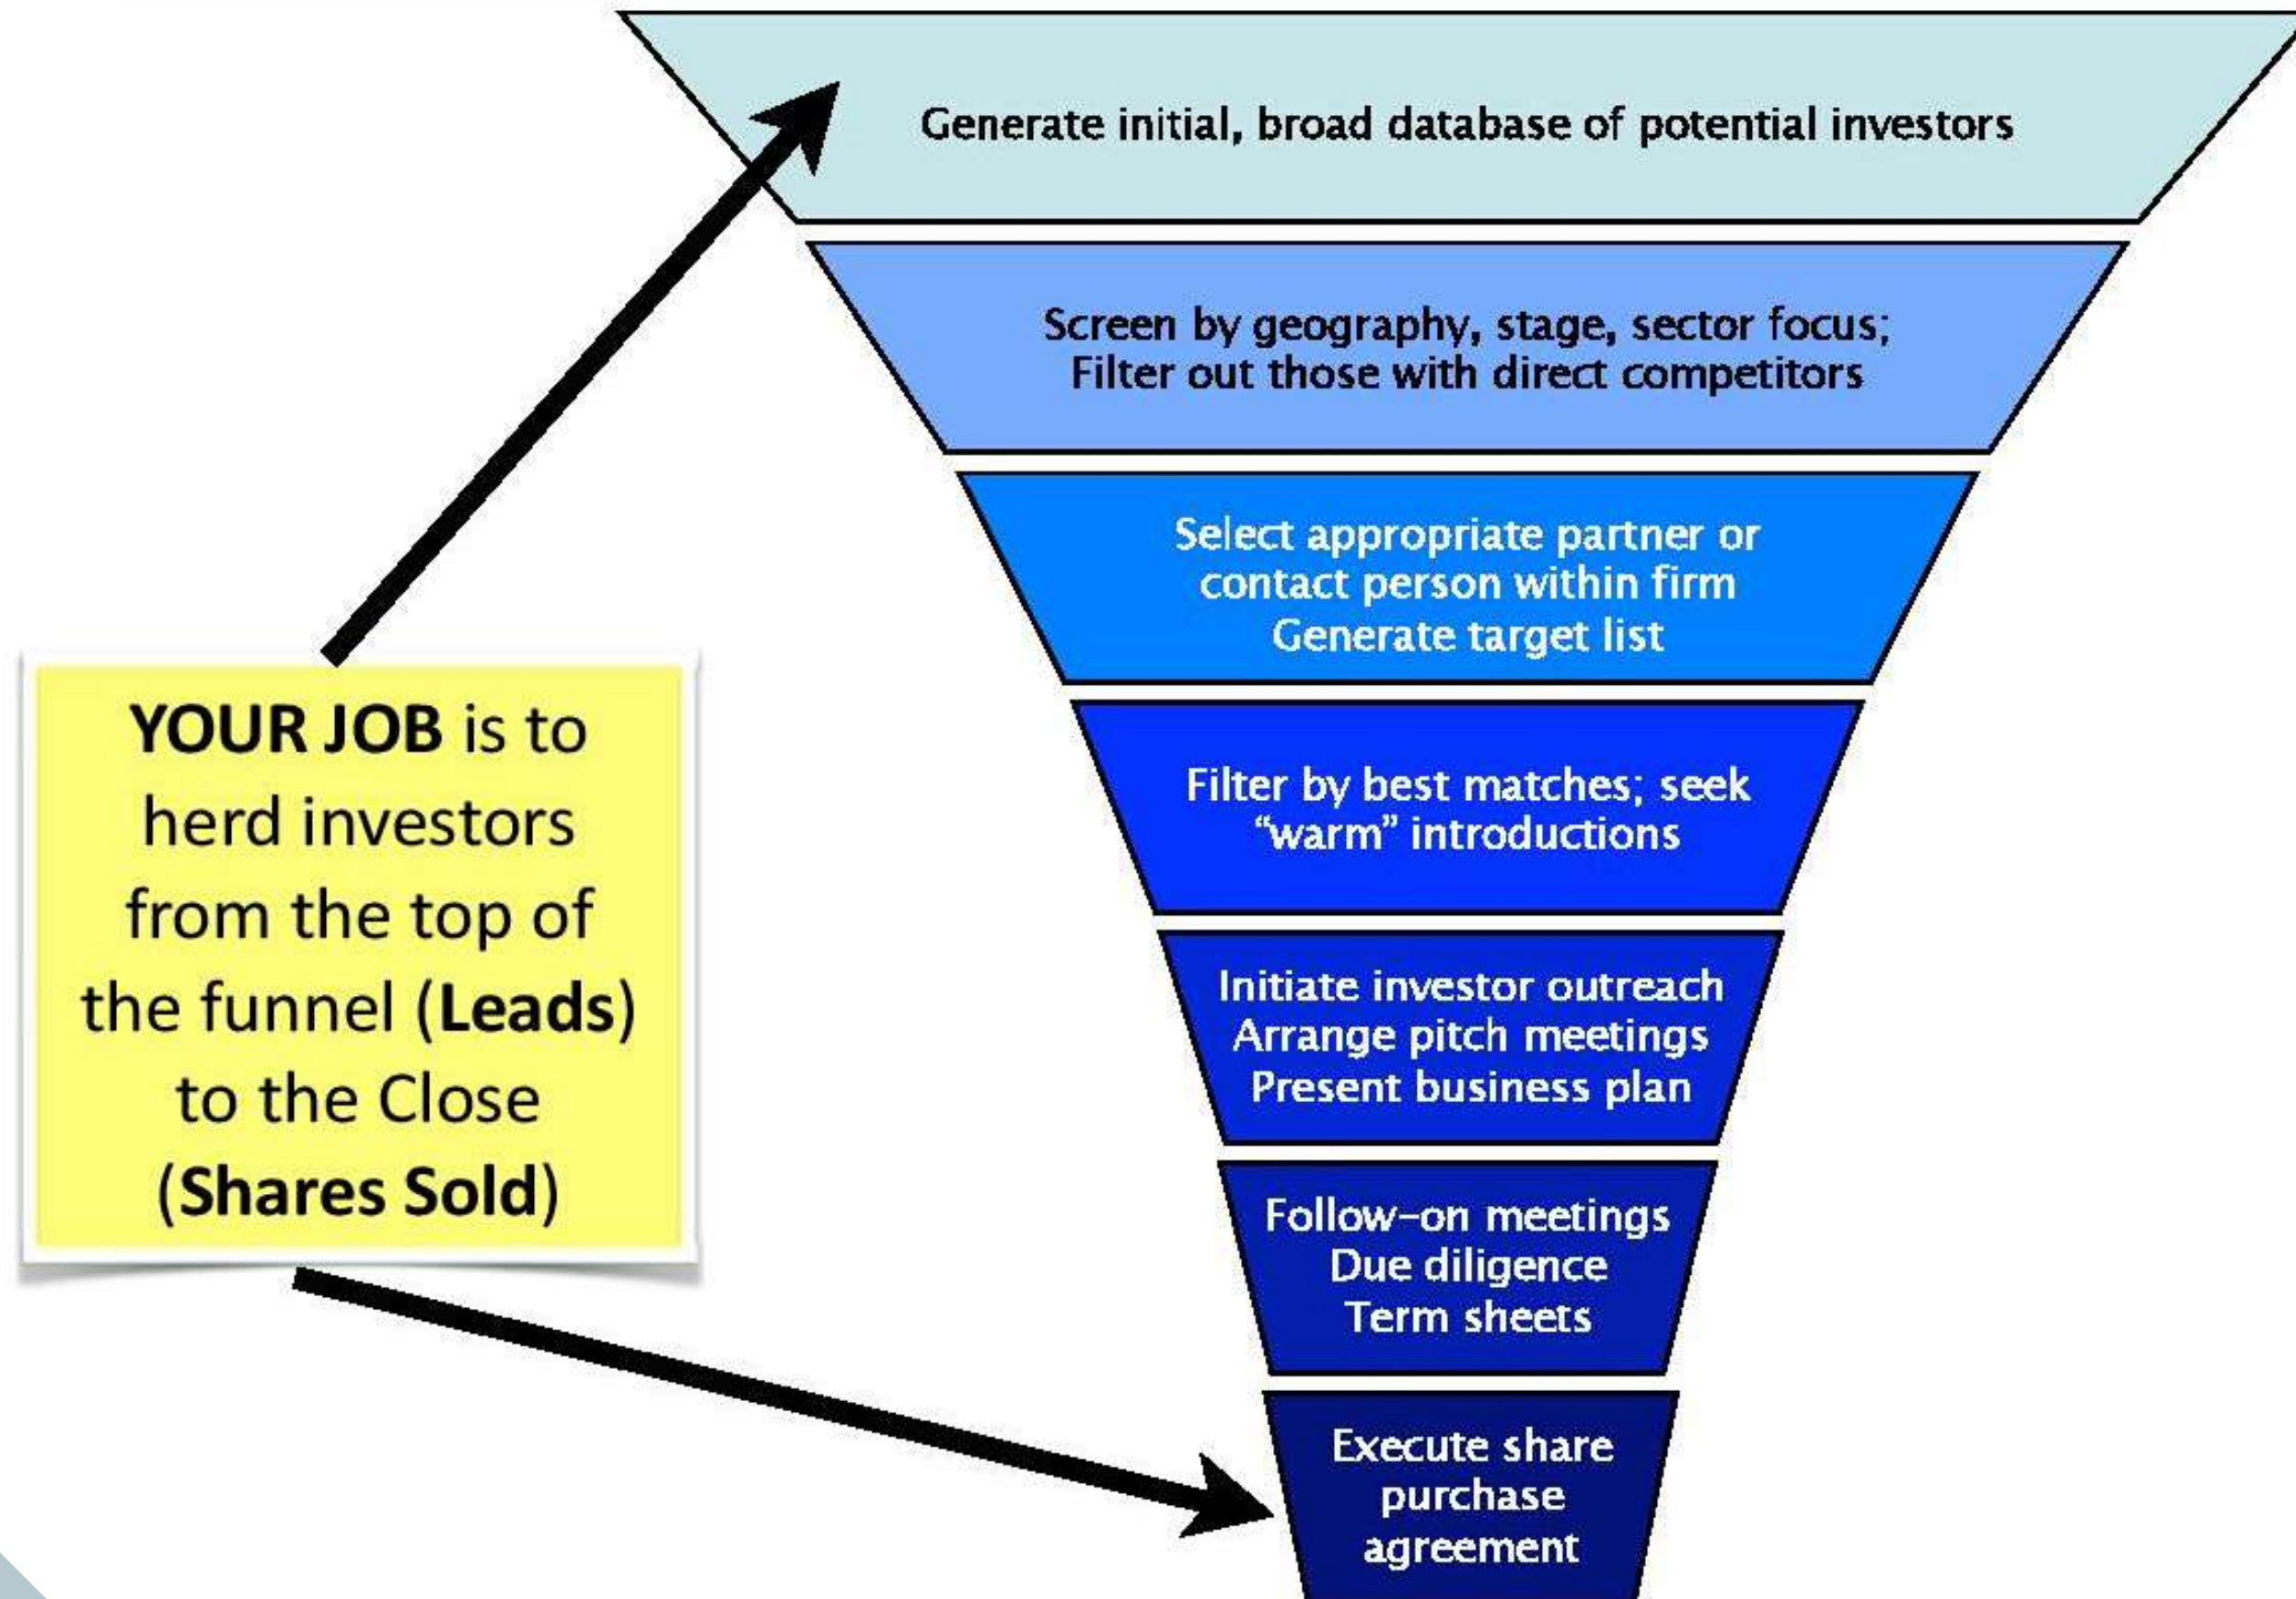 Generate initial, broad database of potential investors
Screen by geography, stage, sector focus;
Filter out those with direct competitors
Select appropriate partner or
contact person within firm
Generate target list
Filter by best matches; seek
“warm” introductions
Initiate investor outreach
Arrange pitch meetings
Present business plan
Follow-on meetings
Due diligence
Term sheets
Execute share
purchase
agreement
YOUR JOB is to
herd investors
from the top of
the funnel (Leads)
to the Close
(Shares Sold)